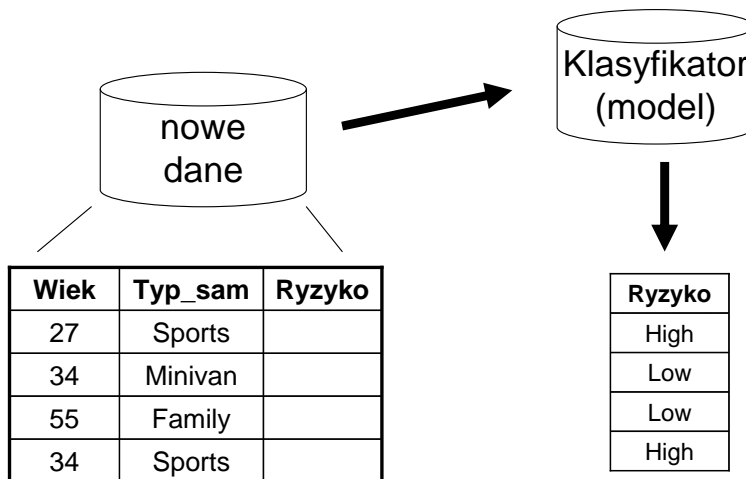 nowe
dane
Klasyfikator
(model)
Wiek Typ_sam Ryzyko
27 Sports
34 Minivan
55 Family
34 Sports
Ryzyko
High
Low
Low
High